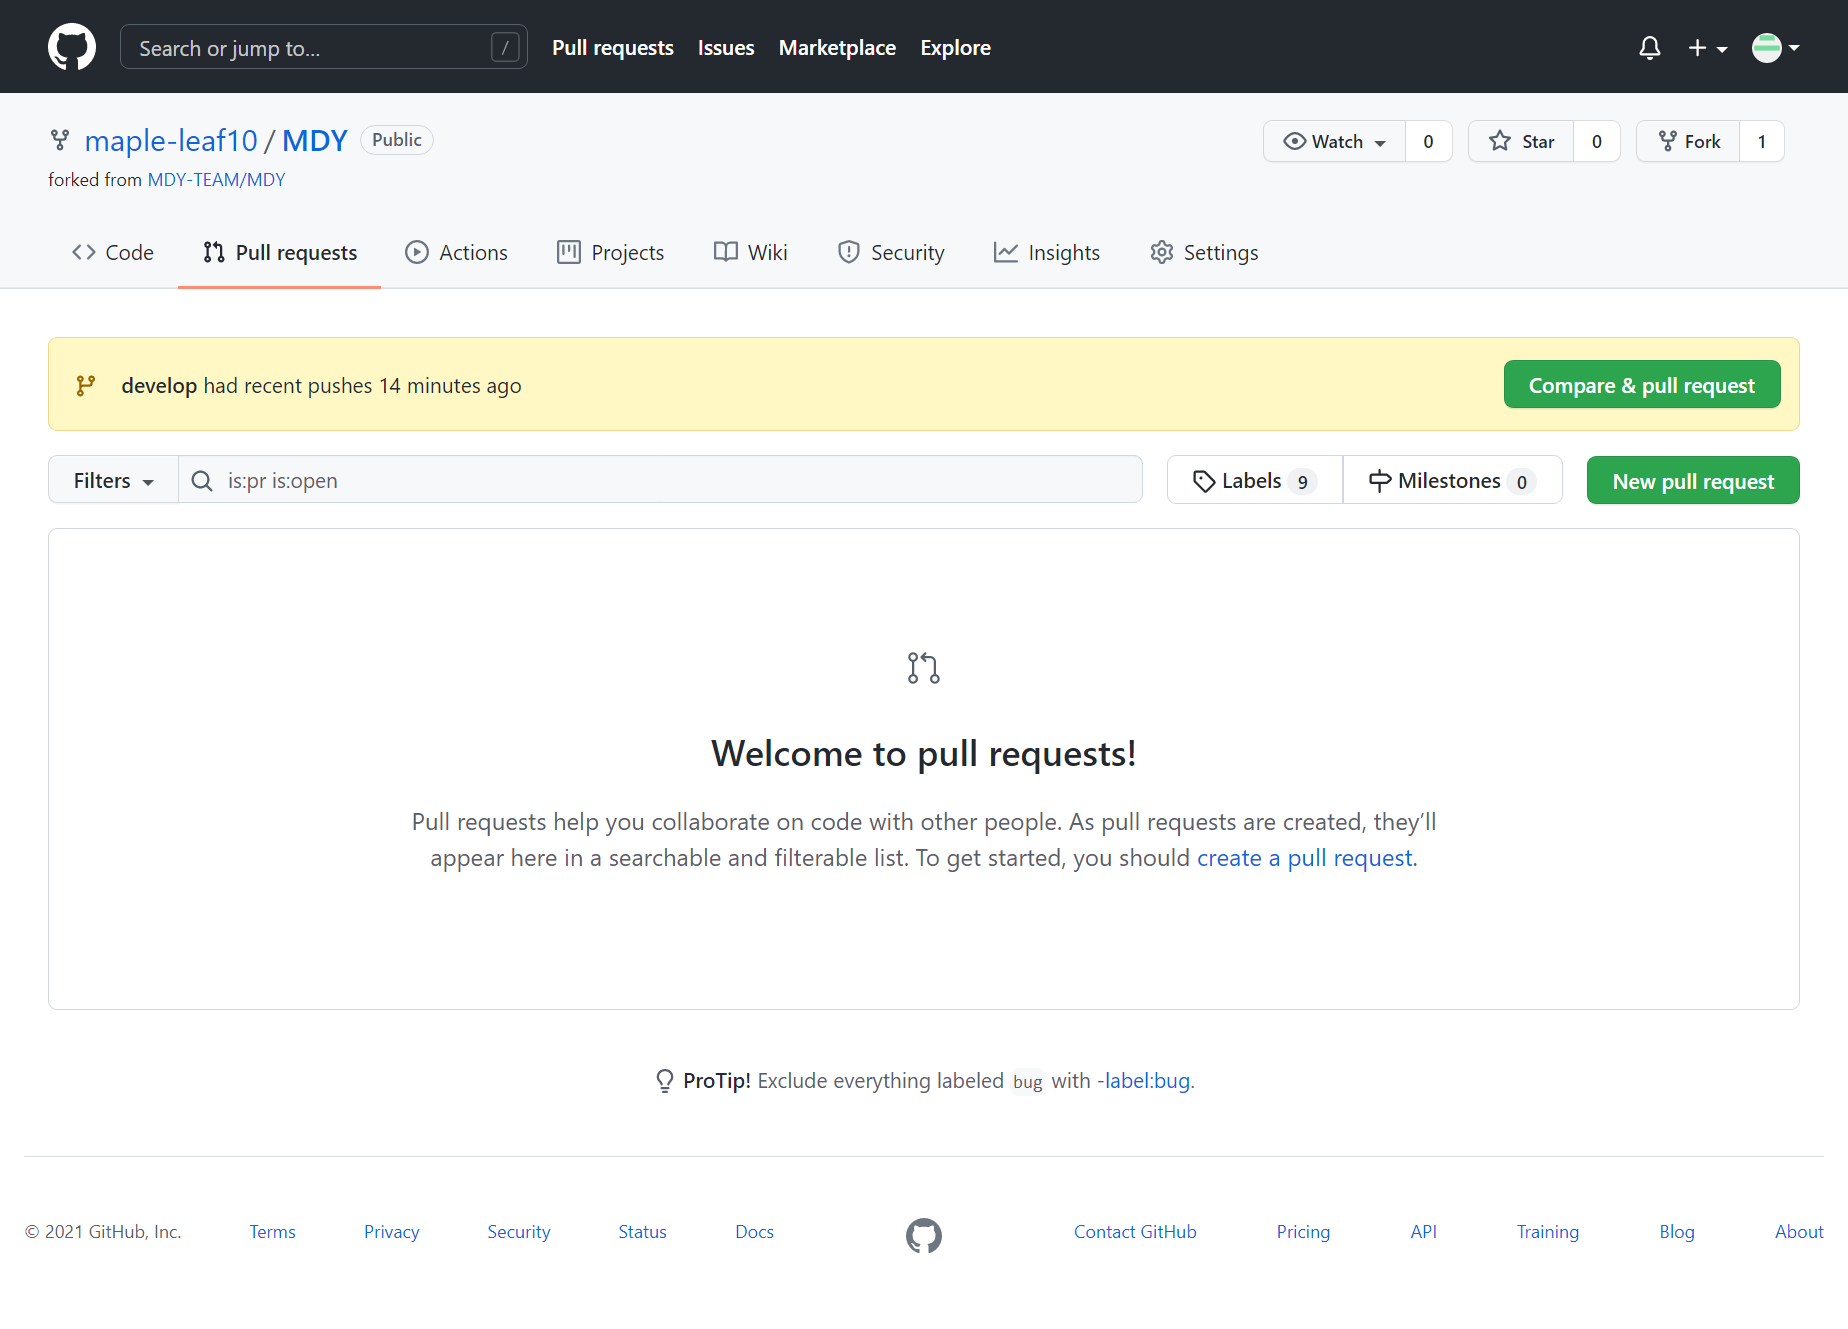 Search or jump to... / Pull requests Issues Marketplace Explore
maple-leaf10 / MDY Public Watch 0 Star 0 Fork 1
forked from MDY-TEAM/MDY
Code Pull requests Actions Projects Wiki Security Insights Settings
develop had recent pushes 14 minutes ago Compare & pull request
Filters is:pr is:open Labels 9 Milestones 0 New pull request
Welcome to pull requests!
Pull requests help you collaborate on code with other people. As pull requests are created, they’ll
appear here in a searchable and filterable list. To get started, you should create a pull request.
ProTip! Exclude everything labeled bug with -label:bug.
© 2021 GitHub, Inc. Terms Privacy Security Status Docs Contact GitHub Pricing API Training Blog About